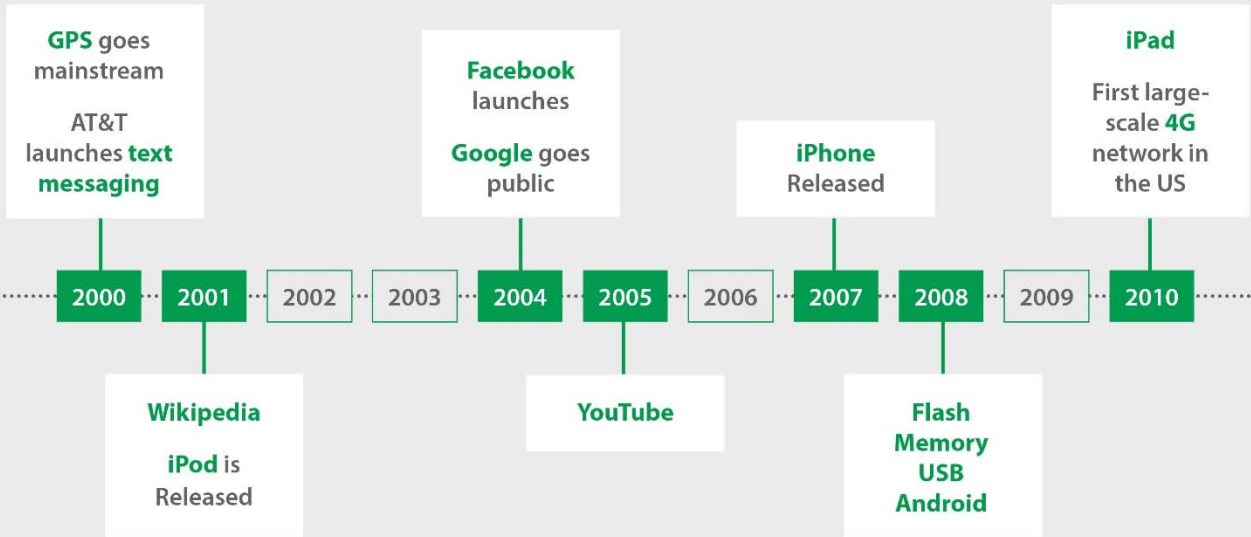 GPS goes
mainstream
AT&T
launches text
messaging
Facebook
launches
Google goes
public
iPhone
Released
iPad
First large-
scale 4G
network in
the US
2000
2001
2002
2003
2004
2005
2006
2007
2008
2009
2010
Wikipedia
iPod is
Released
YouTube
Flash
Memory
USB
Android